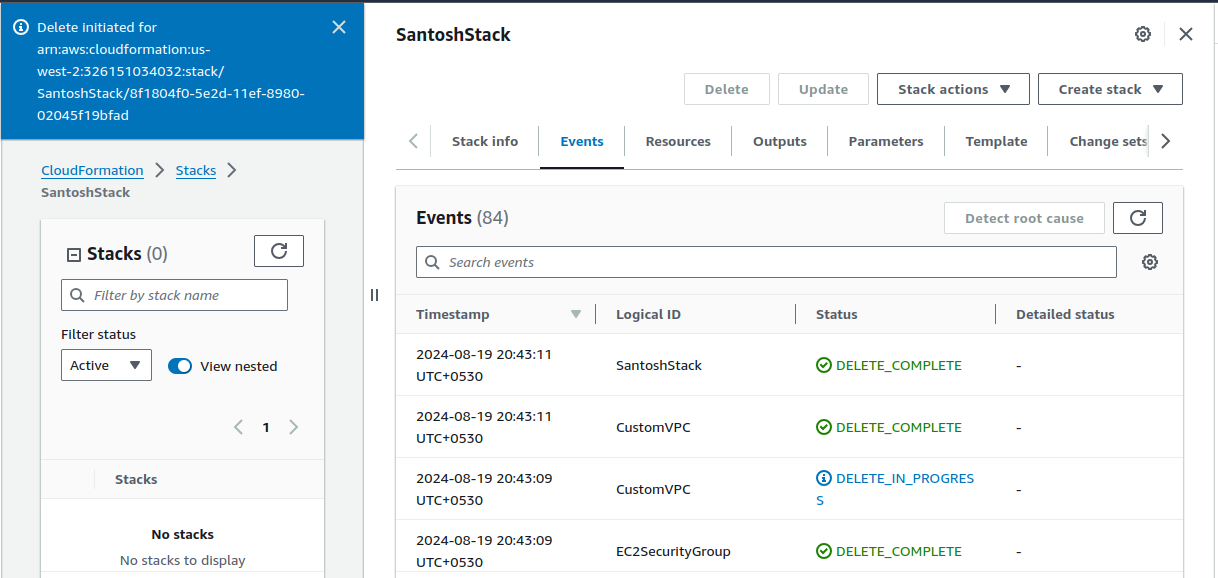 Delete initiated for
arn:aws:cloudformation:us-
west-2:326151034032:stack/
SantoshStack/8f1804f0-5e2d-11ef-8980-
02045f19bfad
CloudFormation
Stacks
SantoshStack
Stacks (0)
Filter by stack name
Filter status
Active
View nested
1
Stacks
No stacks
No stacks to display
SantoshStack
Delete
Update
Stack actions
Create stack
Stack info
Events
Resources
Outputs
Parameters
Template
Change sets
Events (84)
Detect root cause
Search events
Timestamp
Logical ID
Status
Detailed status
2024-08-19 20:43:11
UTC+0530
SantoshStack
DELETE_COMPLETE
-
2024-08-19 20:43:11
UTC+0530
CustomVPC
DELETE_COMPLETE
-
2024-08-19 20:43:09
UTC+0530
CustomVPC
DELETE_IN_PROGRES
S
-
2024-08-19 20:43:09
UTC+0530
EC2SecurityGroup
DELETE_COMPLETE
-